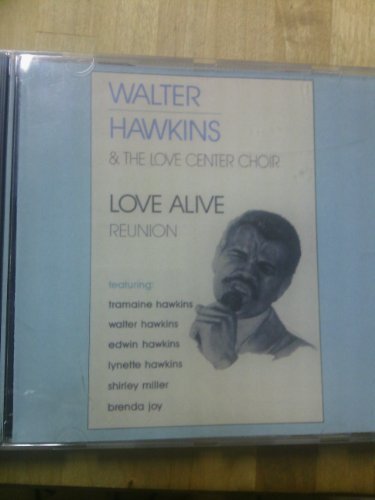 WALTER
HAWKINS
& THE LOVE CENTER CHOIR
LOVE ALIVE
REUNION
featuring:
tramaine hawkins
walter hawkins
edwin hawkins
lynette hawkins
shirley miller
brenda joy